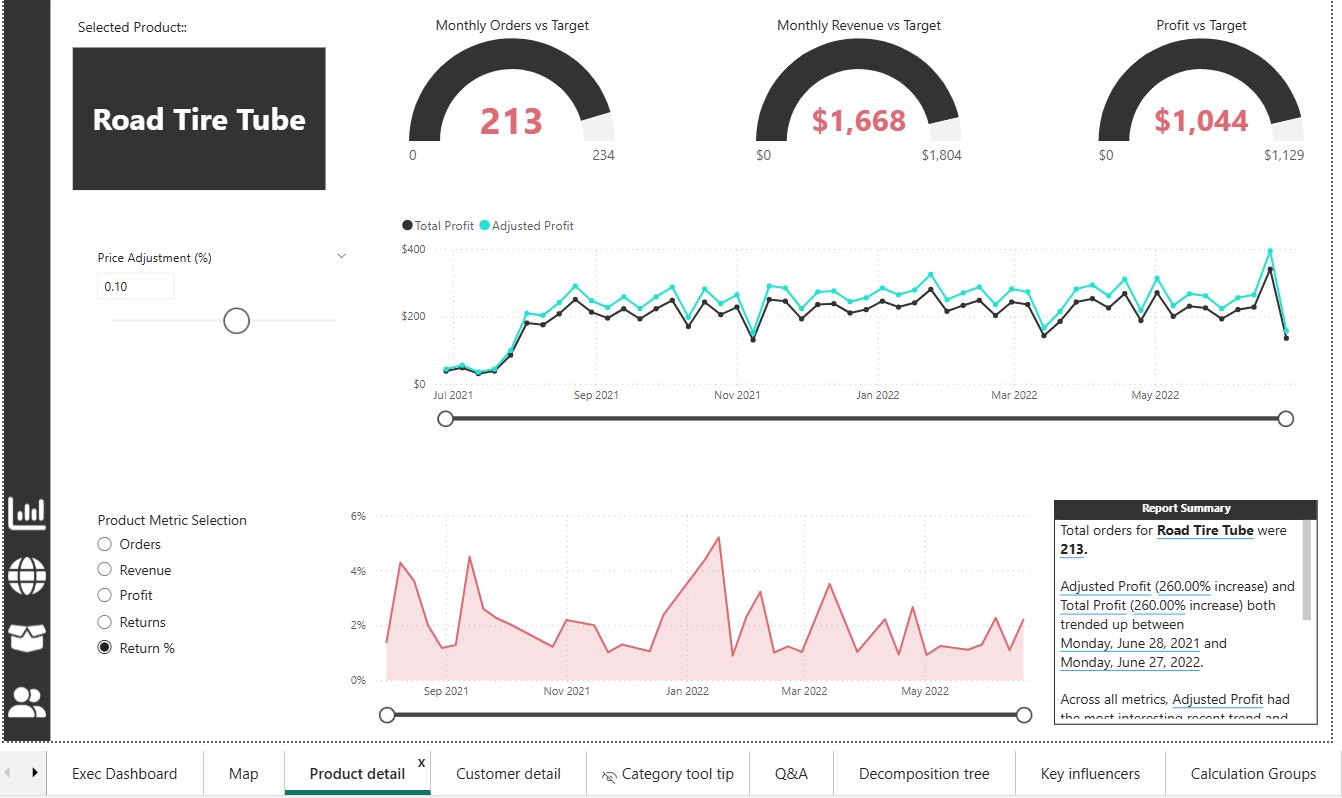 Selected Product::
Road Tire Tube
Monthly Orders vs Target
213
0
234
Monthly Revenue vs Target
$1,668
$0
$1,804
Profit vs Target
$1,044
$0
$1,129
Price Adjustment (%)
0.10
Total Profit Adjusted Profit
$400
$200
$0
Jul 2021 Sep 2021 Nov 2021 Jan 2022 Mar 2022 May 2022
Product Metric Selection
Orders
Revenue
Profit
Returns
Return %
6%
4%
2%
0%
Sep 2021 Nov 2021 Jan 2022 Mar 2022 May 2022
Report Summary
Total orders for Road Tire Tube were
213.
Adjusted Profit (260.00% increase) and
Total Profit (260.00% increase) both
trended up between
Monday, June 28, 2021 and
Monday, June 27, 2022.
Across all metrics, Adjusted Profit had
the most interesting recent trend and
Exec Dashboard Map Product detail x Customer detail Category tool tip Q&A Decomposition tree Key influencers Calculation Groups